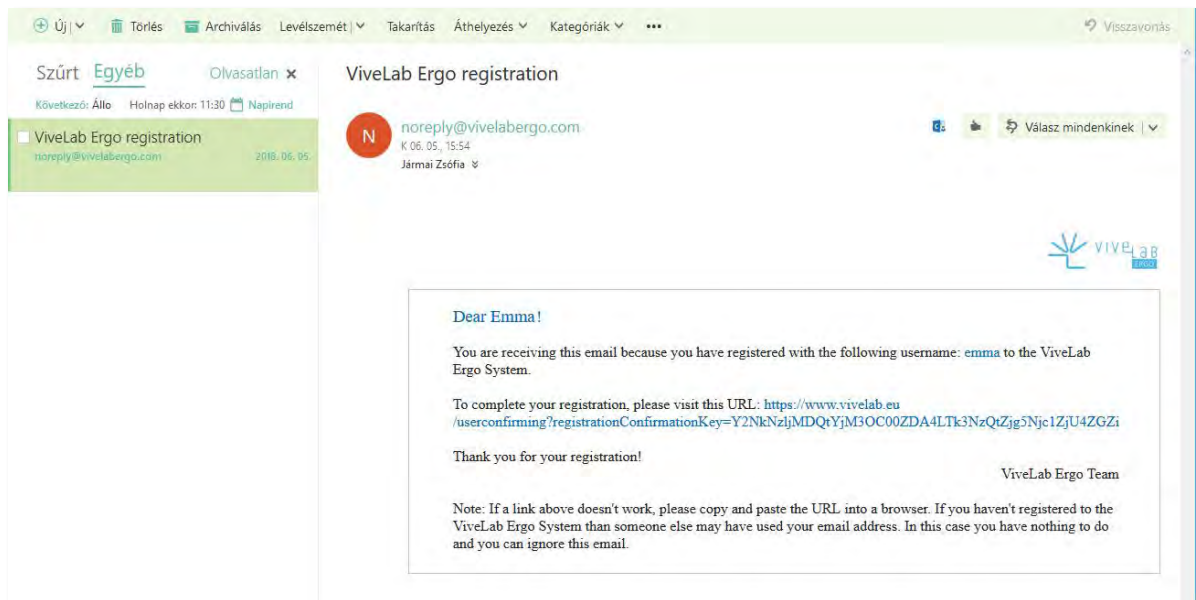 Új
Törlés
Archiválás
Levélszemét
Takarítás
Áthelyezés
Kategóriák
Visszavonás
Szűrt
Egyéb
Olvasatlan
Következő: Állo Holnap ekkor: 11:30 Napirend
ViveLab Ergo registration
noreply@vivelabergo.com 2018. 06. 05.
ViveLab Ergo registration
N
noreply@vivelabergo.com
K 06. 05., 15:54
Jármai Zsófia
Válasz mindenkinek
VIVELAB
ERGO
Dear Emma!
You are receiving this email because you have registered with the following username: emma to the ViveLab
Ergo System.
To complete your registration, please visit this URL: https://www.vivelab.eu
/userconfirming?registrationConfirmationKey=Y2NkNzljMDQtYjM3OC00ZDA4LTk3NzQtZjg5Njc1ZjU4ZGZi
Thank you for your registration!
ViveLab Ergo Team
Note: If a link above doesn't work, please copy and paste the URL into a browser. If you haven't registered to the
ViveLab Ergo System than someone else may have used your email address. In this case you have nothing to do
and you can ignore this email.